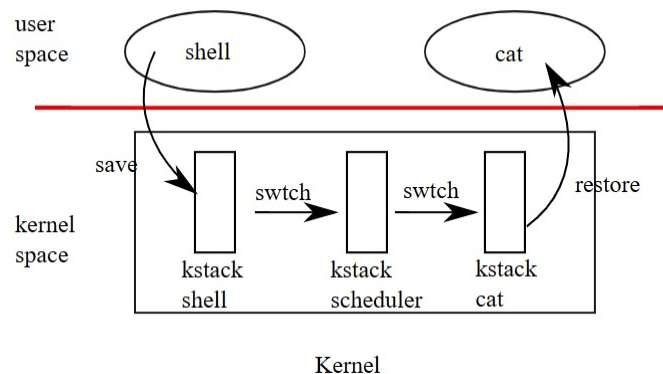 user
space
shell
cat
save
swtch
swtch
restore
kernel
space
kstack
shell
kstack
scheduler
kstack
cat
Kernel